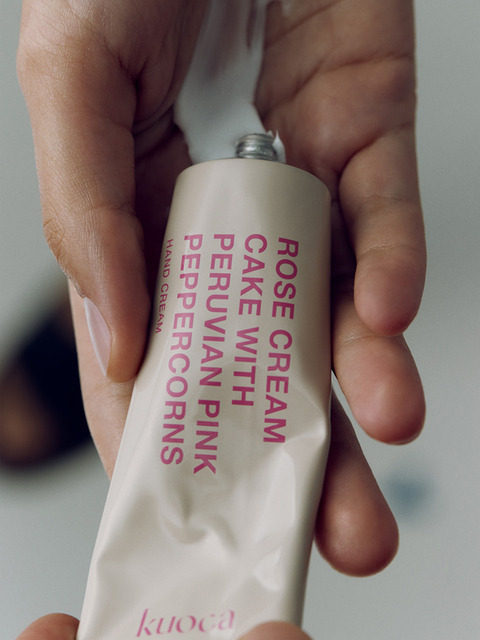 ROSE CREAM
CAKE WITH
PERUVIAN PINK
PEPPERCORNS
HAND CREAM
kuoca